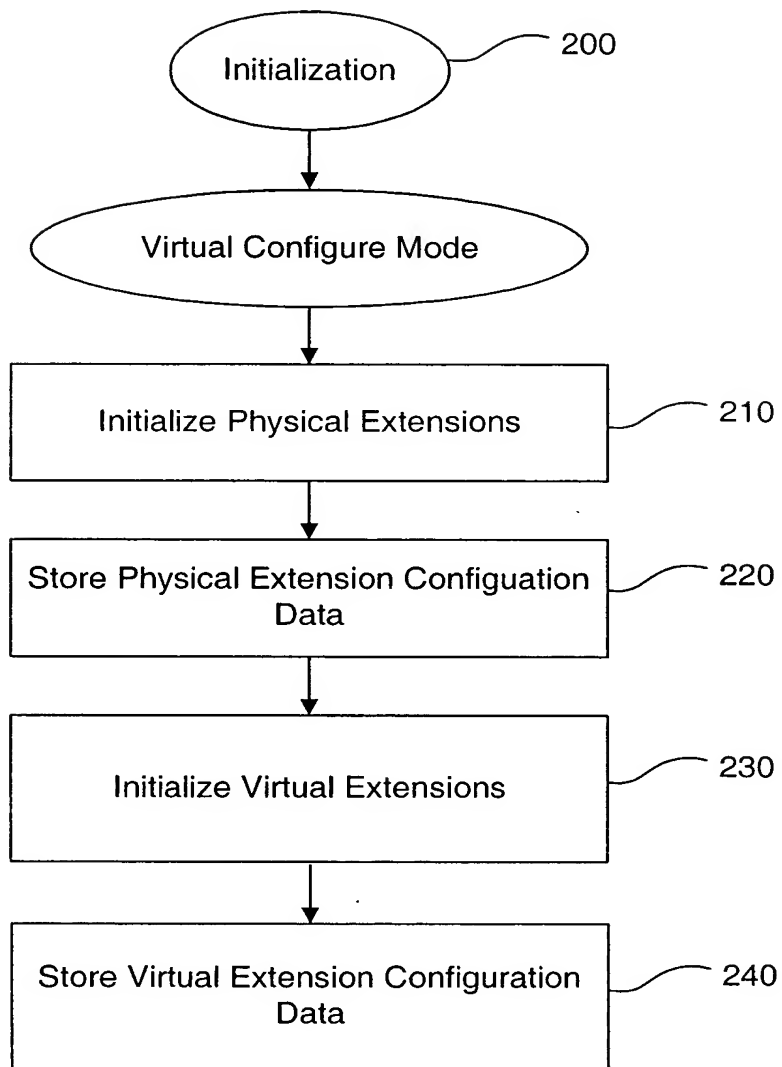 Initialization
200
Virtual Configure Mode
Initialize Physical Extensions
210
Store Physical Extension Configuation
Data
220
Initialize Virtual Extensions
230
Store Virtual Extension Configuration
Data
240